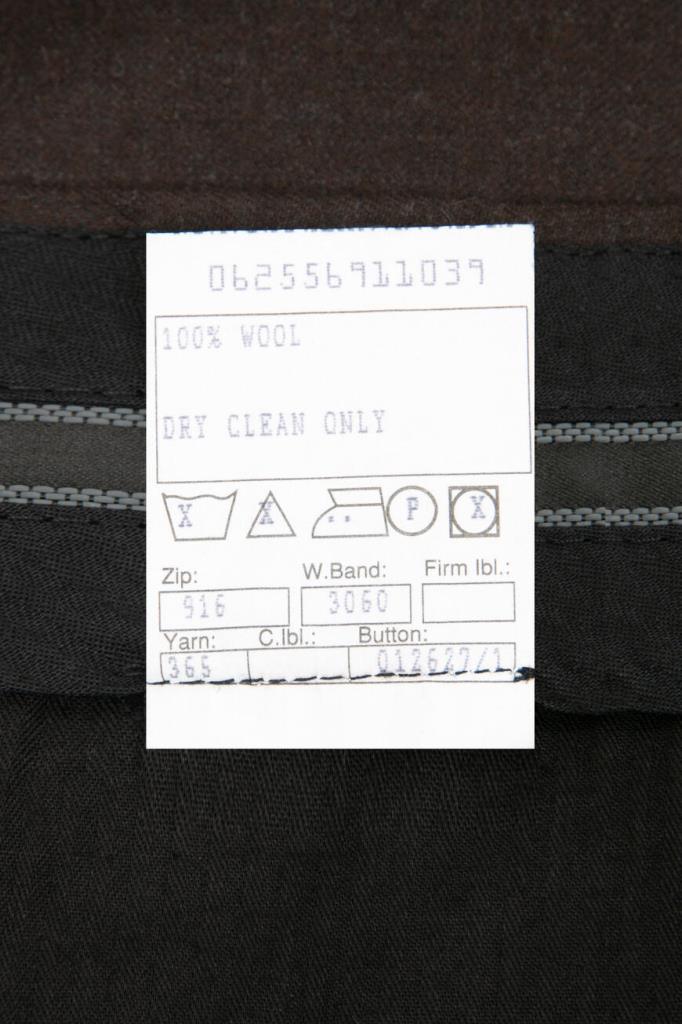 062556911039
100% WOOL
DRY CLEAN ONLY
X X .. P X
Zip: W.Band: Firm lbl.:
916 3060
Yarn: C.lbl.: Button:
365 012627/1